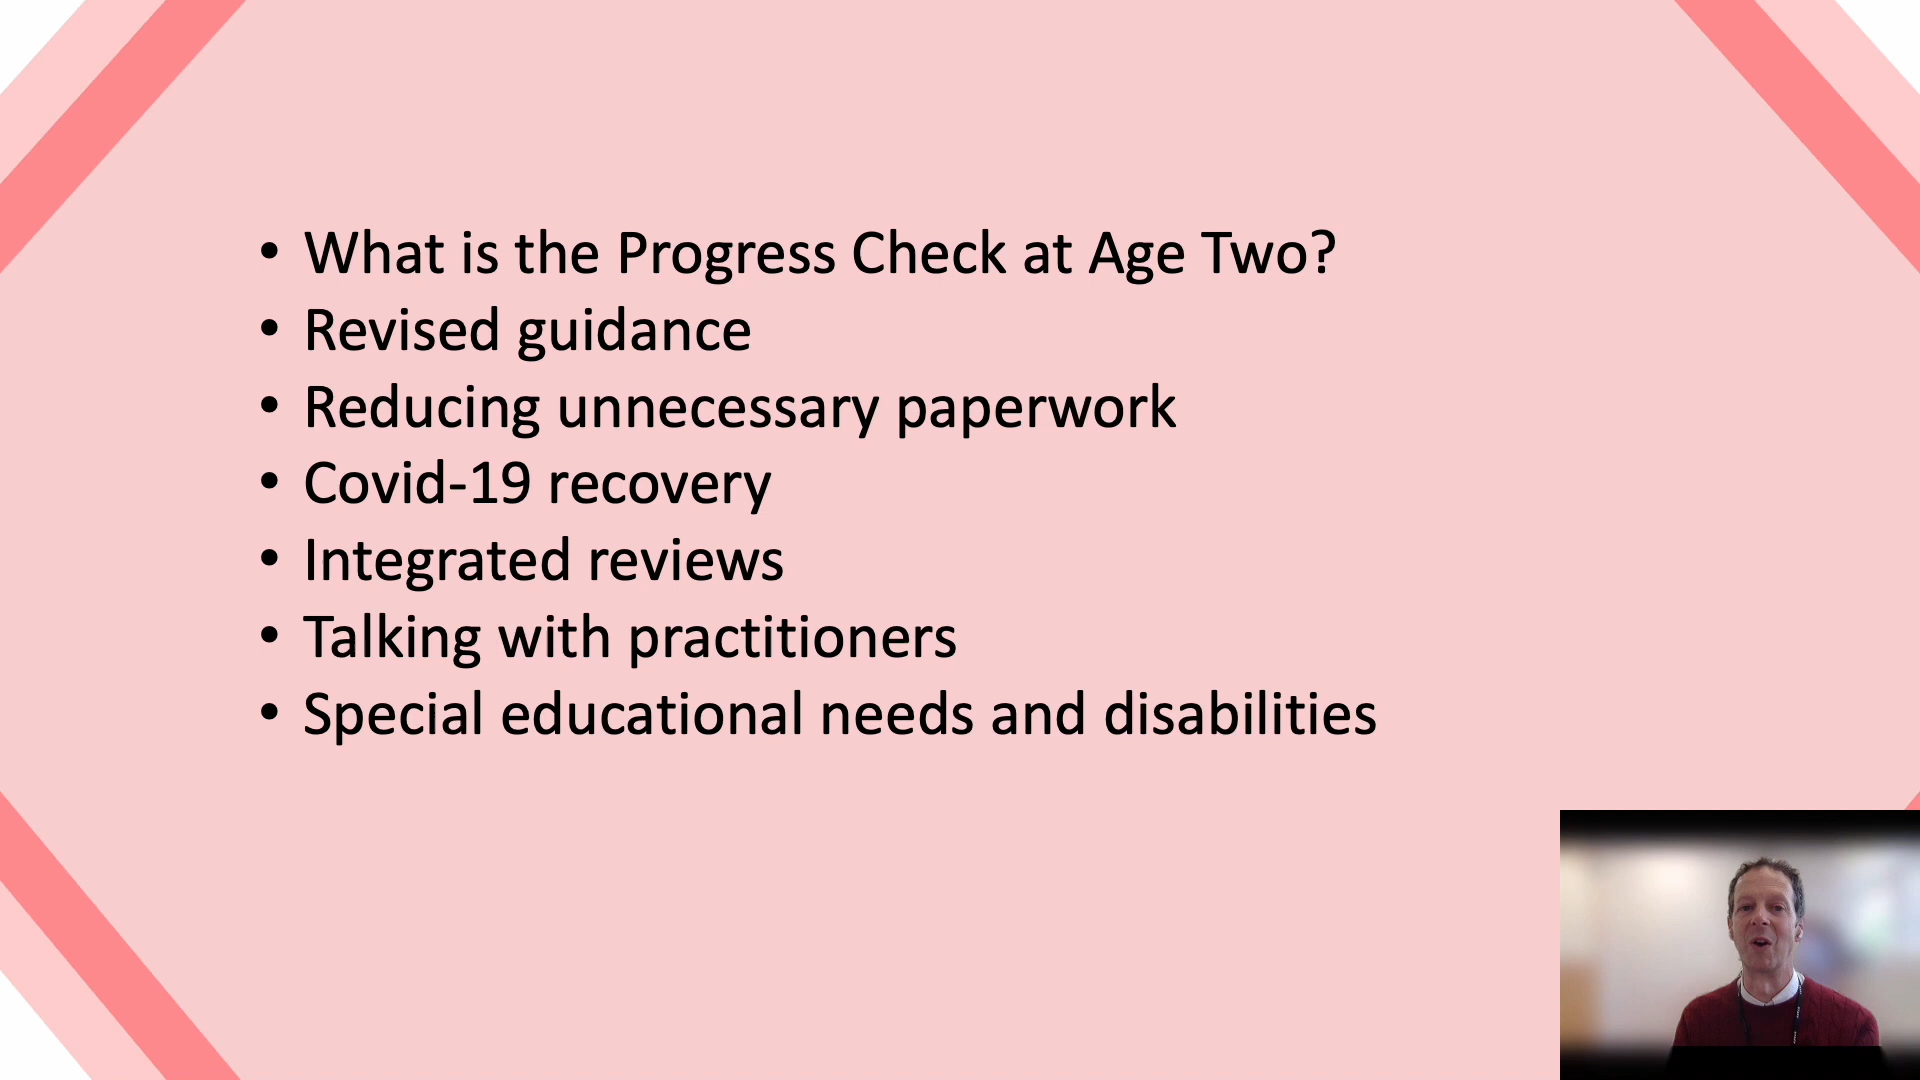 • What is the Progress Check at Age Two?
• Revised guidance
• Reducing unnecessary paperwork
• Covid-19 recovery
• Integrated reviews
• Talking with practitioners
• Special educational needs and disabilities